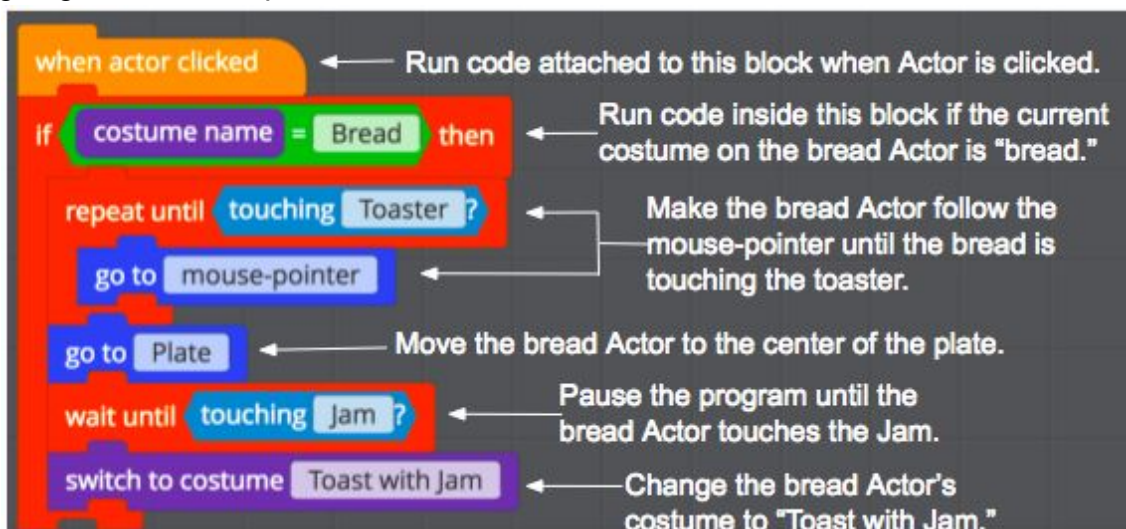 when actor clicked
Run code attached to this block when Actor is clicked.
if costume name = Bread then
Run code inside this block if the current
costume on the bread Actor is “bread.”
repeat until touching Toaster ?
go to mouse-pointer
Make the bread Actor follow the
mouse-pointer until the bread is
touching the toaster.
go to Plate
Move the bread Actor to the center of the plate.
wait until touching Jam ?
Pause the program until the
bread Actor touches the Jam.
switch to costume Toast with Jam
Change the bread Actor’s
costume to “Toast with Jam.”